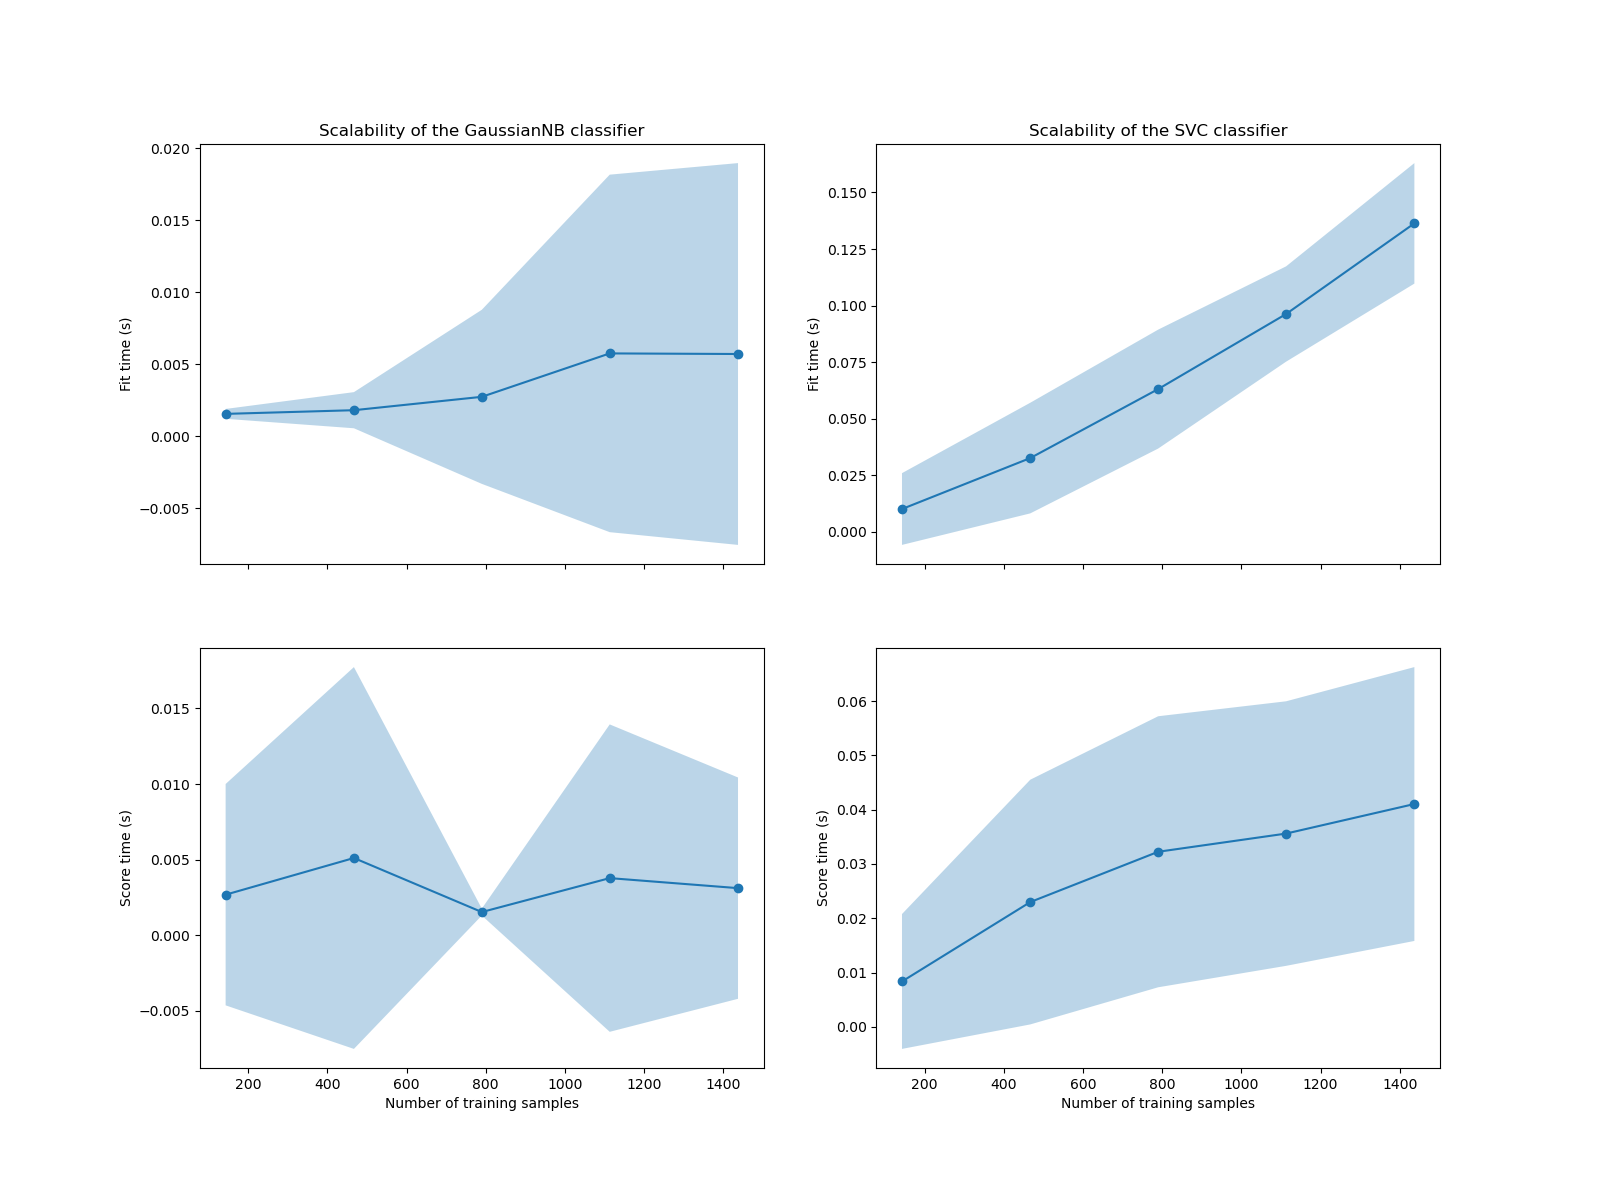 Scalability of the GaussianNB classifier
Fit time (s)
0.020
0.015
0.010
0.005
0.000
−0.005
Scalability of the SVC classifier
Fit time (s)
0.150
0.125
0.100
0.075
0.050
0.025
0.000
Score time (s)
0.015
0.010
0.005
0.000
−0.005
200 400 600 800 1000 1200 1400
Number of training samples
Score time (s)
0.06
0.05
0.04
0.03
0.02
0.01
0.00
200 400 600 800 1000 1200 1400
Number of training samples